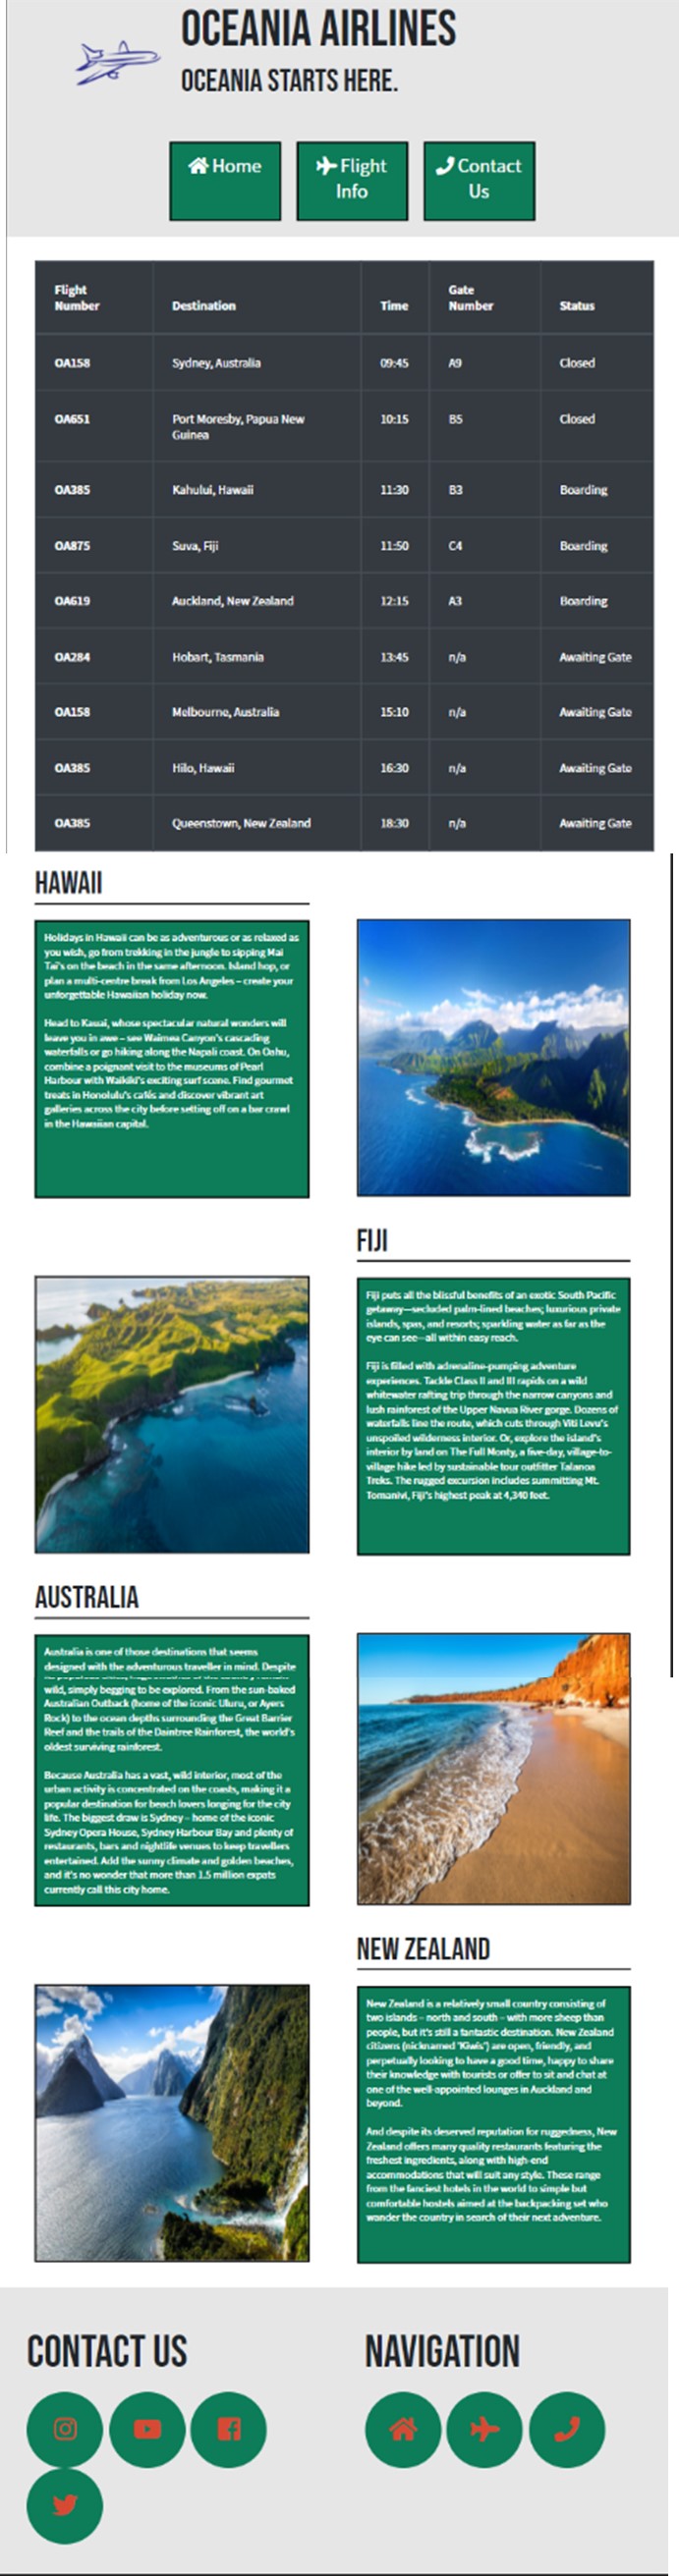 OCEANIA AIRLINES
OCEANIA STARTS HERE.
Home
Flight
Info
Contact
Us
Flight
Number Destination Time Gate
Number Status
OA158 Sydney, Australia 09:45 A9 Closed
OA651 Port Moresby, Papua New
Guinea 10:15 B5 Closed
OA385 Kahului, Hawaii 11:30 B3 Boarding
OA875 Suva, Fiji 11:50 C4 Boarding
OA619 Auckland, New Zealand 12:15 A3 Boarding
OA284 Hobart, Tasmania 13:45 n/a Awaiting Gate
OA158 Melbourne, Australia 15:10 n/a Awaiting Gate
OA385 Hilo, Hawaii 16:30 n/a Awaiting Gate
OA385 Queenstown, New Zealand 18:30 n/a Awaiting Gate
HAWAII
Holidays in Hawaii can be as adventurous or as relaxed as
you wish, go from trekking in the jungle to sipping Mai
Tai's on the beach in the same afternoon. Island hop, or
plan a multi-centre break from Los Angeles – create your
unforgettable Hawaiian holiday now.
Head to Kauai, whose spectacular natural wonders will
leave you in awe – see Waimea Canyon's cascading
waterfalls or go hiking along the Napali coast. On Oahu,
combine a poignant visit to the museums of Pearl
Harbour with Waikiki's exciting surf scene. Find gourmet
treats in Honolulu's cafés and discover vibrant art
galleries across the city before setting off on a bar crawl
in the Hawaiian capital.
FIJI
Fiji puts all the blissful benefits of an exotic South Pacific
getaway—secluded palm-lined beaches; luxurious private
islands, spas, and resorts; sparkling water as far as the
eye can see—all within easy reach.
Fiji is filled with adrenaline-pumping adventure
experiences. Tackle Class II and III rapids on a wild
whitewater rafting trip through the narrow canyons and
lush rainforest of the Upper Navua River gorge. Dozens of
waterfalls line the route, which cuts through Viti Levu's
unspoiled wilderness interior. Or, explore the island's
interior by land on The Full Monty, a five-day, village-to-
village hike led by sustainable tour outfitter Talanoa
Treks. The rugged excursion includes summitting Mt.
Tomanivi, Fiji's highest peak at 4,340 feet.
AUSTRALIA
Australia is one of those destinations that seems
designed with the adventurous traveller in mind. Despite
wild, simply begging to be explored. From the sun-baked
Australian Outback (home of the iconic Uluru, or Ayers
Rock) to the ocean depths surrounding the Great Barrier
Reef and the trails of the Daintree Rainforest, the world's
oldest surviving rainforest.
Because Australia has a vast, wild interior, most of the
urban activity is concentrated on the coasts, making it a
popular destination for beach lovers longing for the city
life. The biggest draw is Sydney – home of the iconic
Sydney Opera House, Sydney Harbour Bay and plenty of
restaurants, bars and nightlife venues to keep travellers
entertained. Add the sunny climate and golden beaches,
and it's no wonder that more than 1.5 million expats
currently call this city home.
NEW ZEALAND
New Zealand is a relatively small country consisting of
two islands – north and south – with more sheep than
people, but it's still a fantastic destination. New Zealand
citizens (nicknamed "Kiwis") are open, friendly, and
perpetually looking to have a good time, happy to share
their knowledge with tourists or offer to sit and chat at
one of the well-appointed lounges in Auckland and
beyond.
And despite its deserved reputation for ruggedness, New
Zealand offers many quality restaurants featuring the
freshest ingredients, along with high-end
accommodations that will suit any style. These range
from the fanciest hotels in the world to simple but
comfortable hostels aimed at the backpacking set who
wander the country in search of their next adventure.
CONTACT US
NAVIGATION